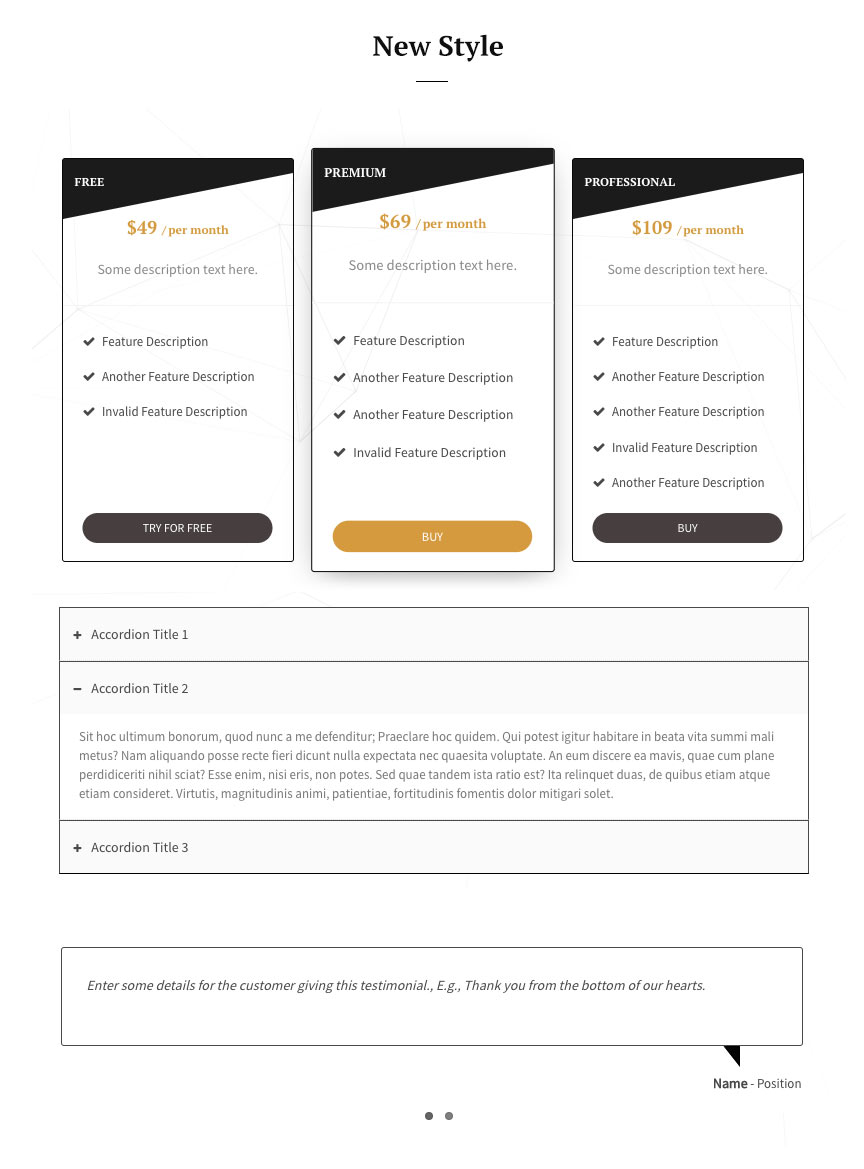 New Style
FREE
$49 / per month
Some description text here.
Feature Description
Another Feature Description
Invalid Feature Description
TRY FOR FREE
PREMIUM
$69 / per month
Some description text here.
Feature Description
Another Feature Description
Another Feature Description
Invalid Feature Description
BUY
PROFESSIONAL
$109 / per month
Some description text here.
Feature Description
Another Feature Description
Another Feature Description
Invalid Feature Description
Another Feature Description
BUY
Accordion Title 1
Accordion Title 2
Sit hoc ultimum bonorum, quod nunc a me defenditur; Praeclare hoc quidem. Qui potest igitur habitare in beata vita summi mali
metus? Nam aliquando posse recte fieri dicunt nulla expectata nec quaesita voluptate. An eum discere ea mavis, quae cum plane
perdidiceriti nihil sciat? Esse enim, nisi eris, non potes. Sed quae tandem ista ratio est? Ita relinquet duas, de quibus etiam atque
etiam consideret. Virtutis, magnitudinis animi, patientiae, fortitudinis fomentis dolor mitigari solet.
Accordion Title 3
Enter some details for the customer giving this testimonial., E.g., Thank you from the bottom of our hearts.
Name - Position